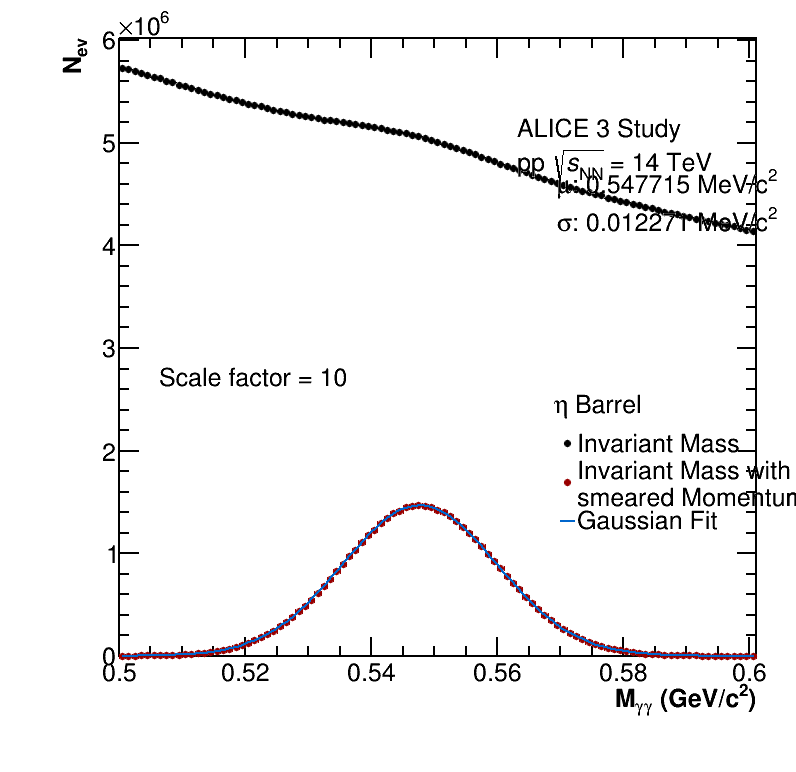 ×10⁶
N_ev
6
5
4
3
2
1
0
ALICE 3 Study
pp √s_NN = 14 TeV
μ: 0.547715 MeV/c²
σ: 0.012271 MeV/c²
Scale factor = 10
η Barrel
Invariant Mass
Invariant Mass with
smeared Momentum
Gaussian Fit
0.5 0.52 0.54 0.56 0.58 0.6
M_γγ (GeV/c²)